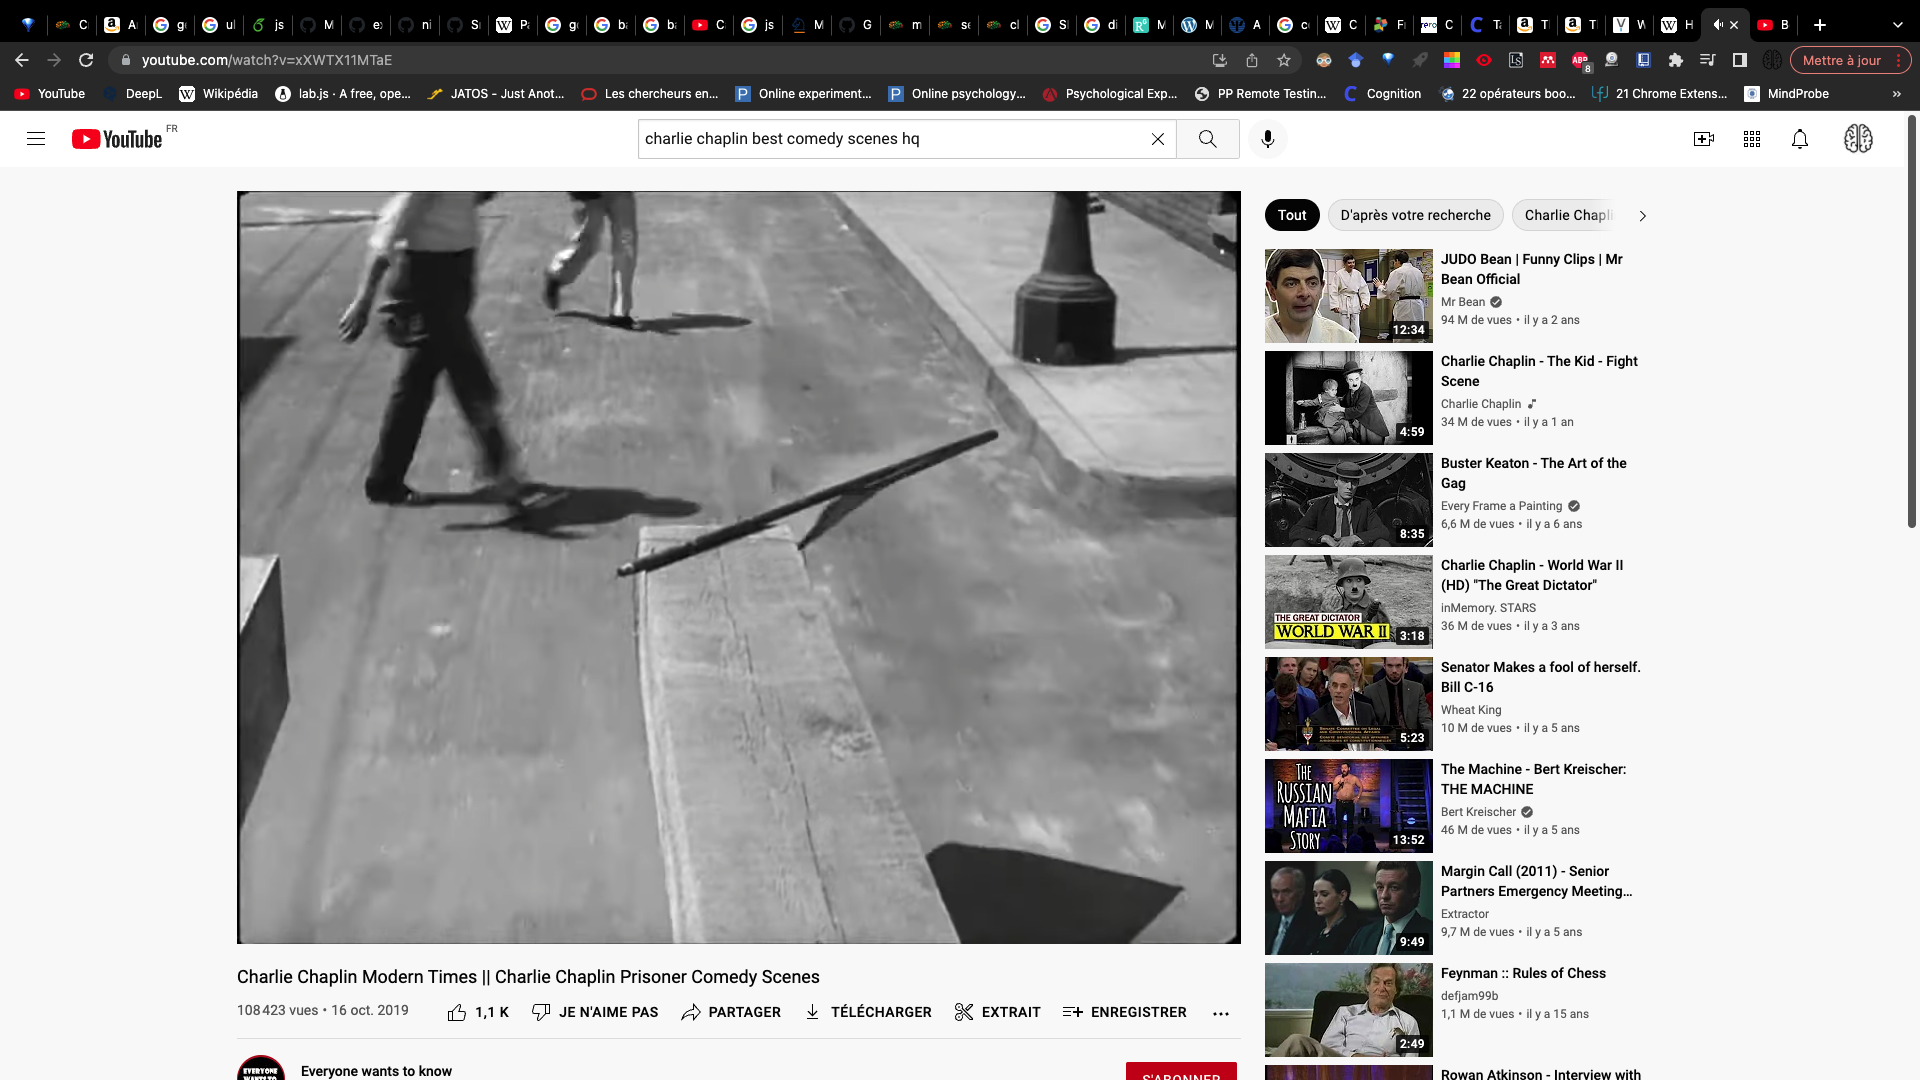 youtube.com/watch?v=xXWTX11MTaE
Mettre à jour
YouTube
DeepL
Wikipédia
lab.js · A free, ope...
JATOS - Just Anot...
Les chercheurs en...
Online experiment...
Online psychology...
Psychological Exp...
PP Remote Testin...
Cognition
22 opérateurs boo...
21 Chrome Extens...
MindProbe
»
YouTube FR
charlie chaplin best comedy scenes hq
Tout
D'après votre recherche
Charlie Chapli
JUDO Bean | Funny Clips | Mr
Bean Official
Mr Bean
94 M de vues • il y a 2 ans
12:34
Charlie Chaplin - The Kid - Fight
Scene
Charlie Chaplin
34 M de vues • il y a 1 an
4:59
Buster Keaton - The Art of the
Gag
Every Frame a Painting
6,6 M de vues • il y a 6 ans
8:35
Charlie Chaplin - World War II
(HD) "The Great Dictator"
inMemory. STARS
36 M de vues • il y a 3 ans
THE GREAT DICTATOR
WORLD WAR II
3:18
Senator Makes a fool of herself.
Bill C-16
Wheat King
10 M de vues • il y a 5 ans
5:23
The Machine - Bert Kreischer:
THE MACHINE
Bert Kreischer
46 M de vues • il y a 5 ans
THE
RUSSIAN
MAFIA
STORY
13:52
Margin Call (2011) - Senior
Partners Emergency Meeting...
Extractor
9,7 M de vues • il y a 5 ans
9:49
Feynman :: Rules of Chess
defjam99b
1,1 M de vues • il y a 15 ans
2:49
Rowan Atkinson - Interview with
Charlie Chaplin Modern Times || Charlie Chaplin Prisoner Comedy Scenes
108 423 vues • 16 oct. 2019
1,1 K
JE N'AIME PAS
PARTAGER
TÉLÉCHARGER
EXTRAIT
ENREGISTRER
Everyone wants to know
S'ABONNER